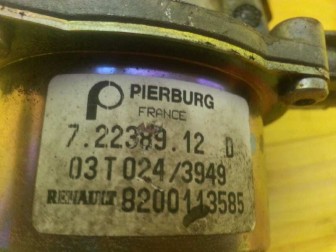 PIERBURG
FRANCE
7.22389.12 D
03T024/3949
RENAULT 8200113585